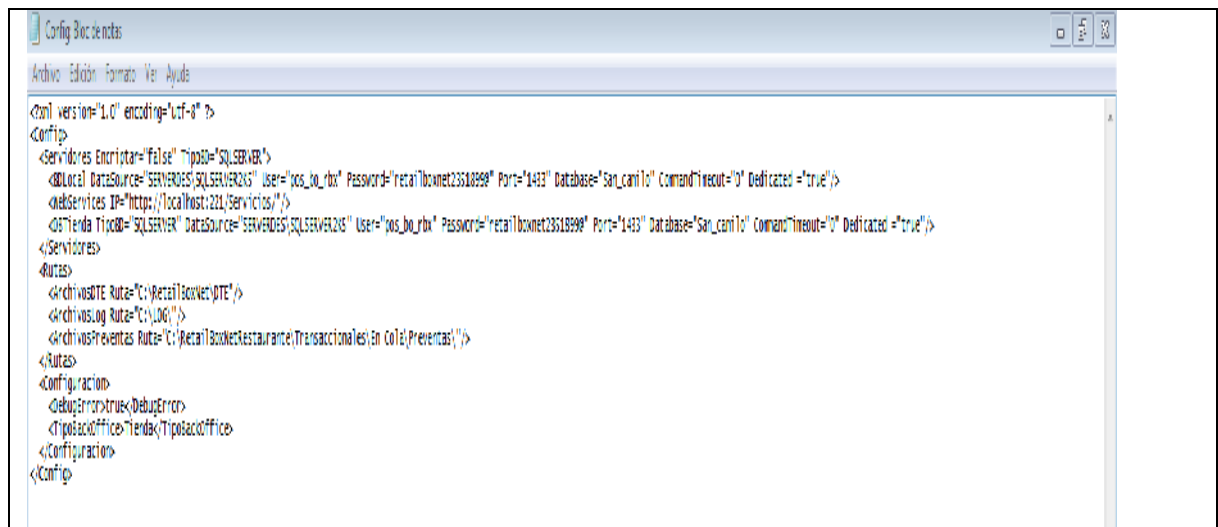 Config: Bloc de notas
Archivo Edición Formato Ver Ayuda
<?xml version="1.0" encoding="utf-8" ?>
<Config>
<Servidores Encriptar="false" TipoBD="SQLSERVER">
<BDLocal DataSource="SERVERDES\SQLSERVER2K5" User="pos_bo_rbx" Password= Port="1433" Database="San_camilo" CommandTimeout="0" Dedicated ="true"/>
<WebServices IP="http://localhost:221/Servicios/"/>
<DBTienda TipoBD="SQLSERVER" DataSource="SERVERDES\SQLSERVER2K5" User="pos_bo_rbx" Password= Port="1433" Database="San_camilo" CommandTimeout="0" Dedicated ="true"/>
</Servidores>
<Rutas>
<ArchivosDTE Ruta="C:\RetailBoxNet\DTE"/>
<ArchivosLog Ruta="C:\LOG\"/>
<ArchivosPreventas Ruta="C:\RetailBoxNetRestaurante\Transaccionales\En Cola\Preventas\"/>
</Rutas>
<Configuracion>
<DebugError>true</DebugError>
<TipoBackOffice>Tienda</TipoBackOffice>
</Configuracion>
</Config>